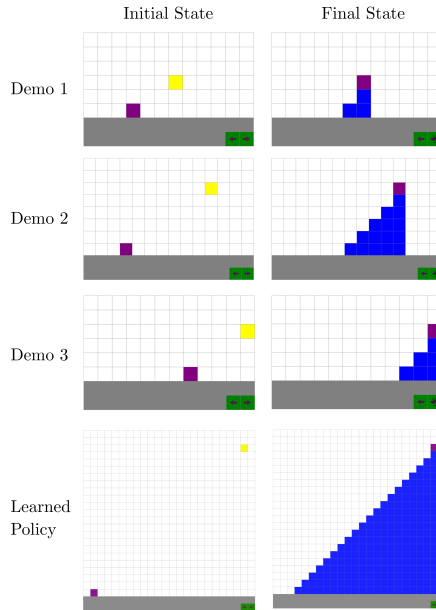 Initial State
Final State
Demo 1
Demo 2
Demo 3
Learned
Policy